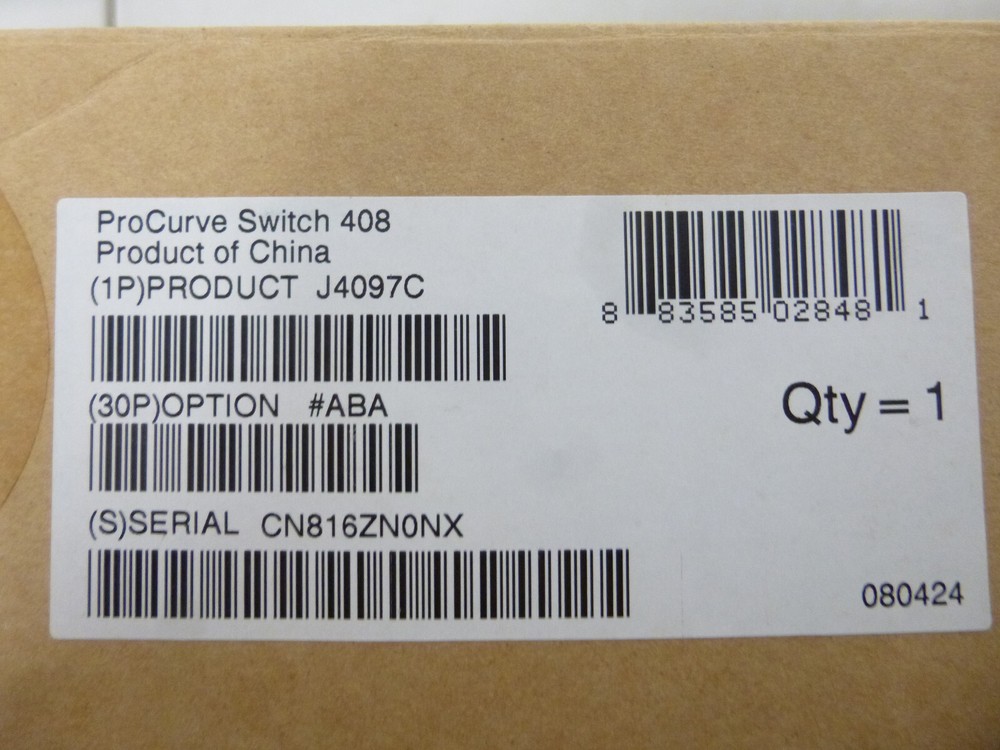 ProCurve Switch 408
Product of China
(1P)PRODUCT J4097C
8 83585 02848 1
(30P)OPTION #ABA
Qty = 1
(S)SERIAL CN816ZN0NX
080424